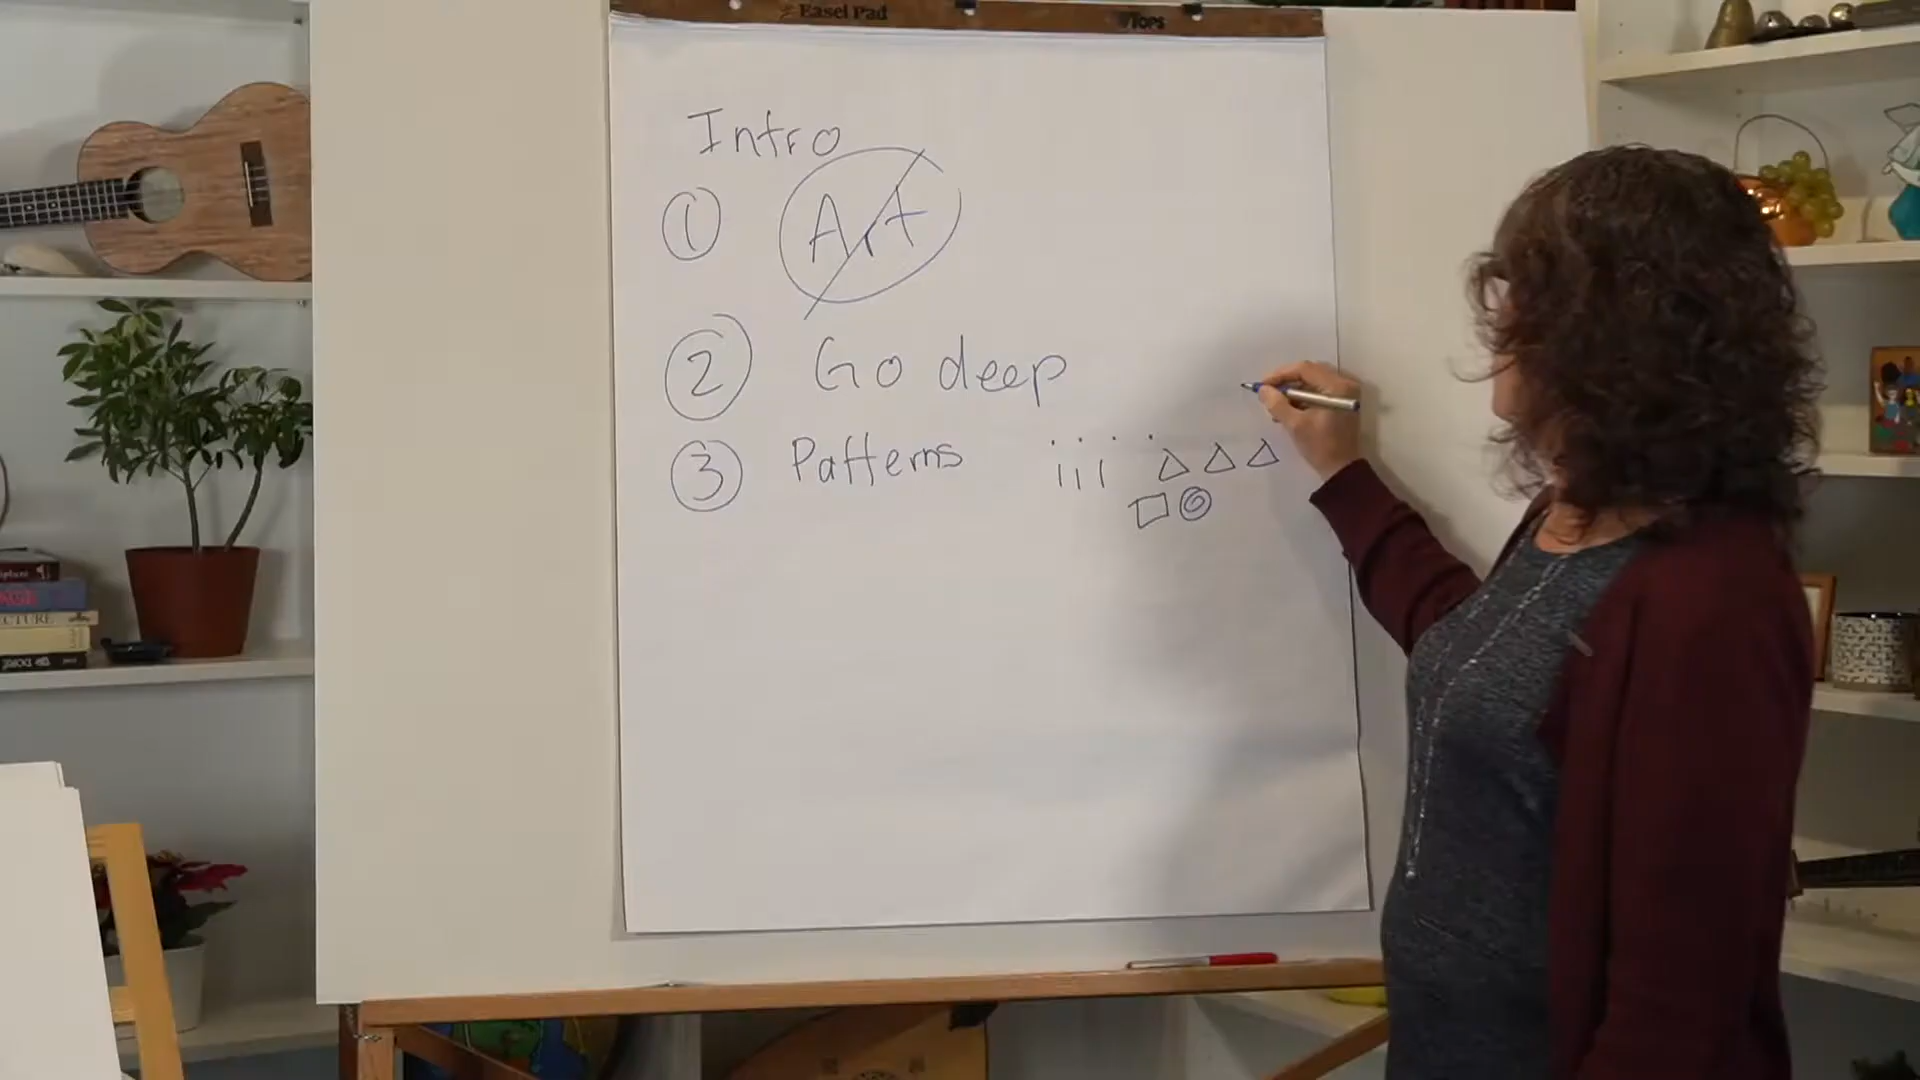 Easel Pad
TOPS
Intro
1 Art
2 Go deep
3 Patterns